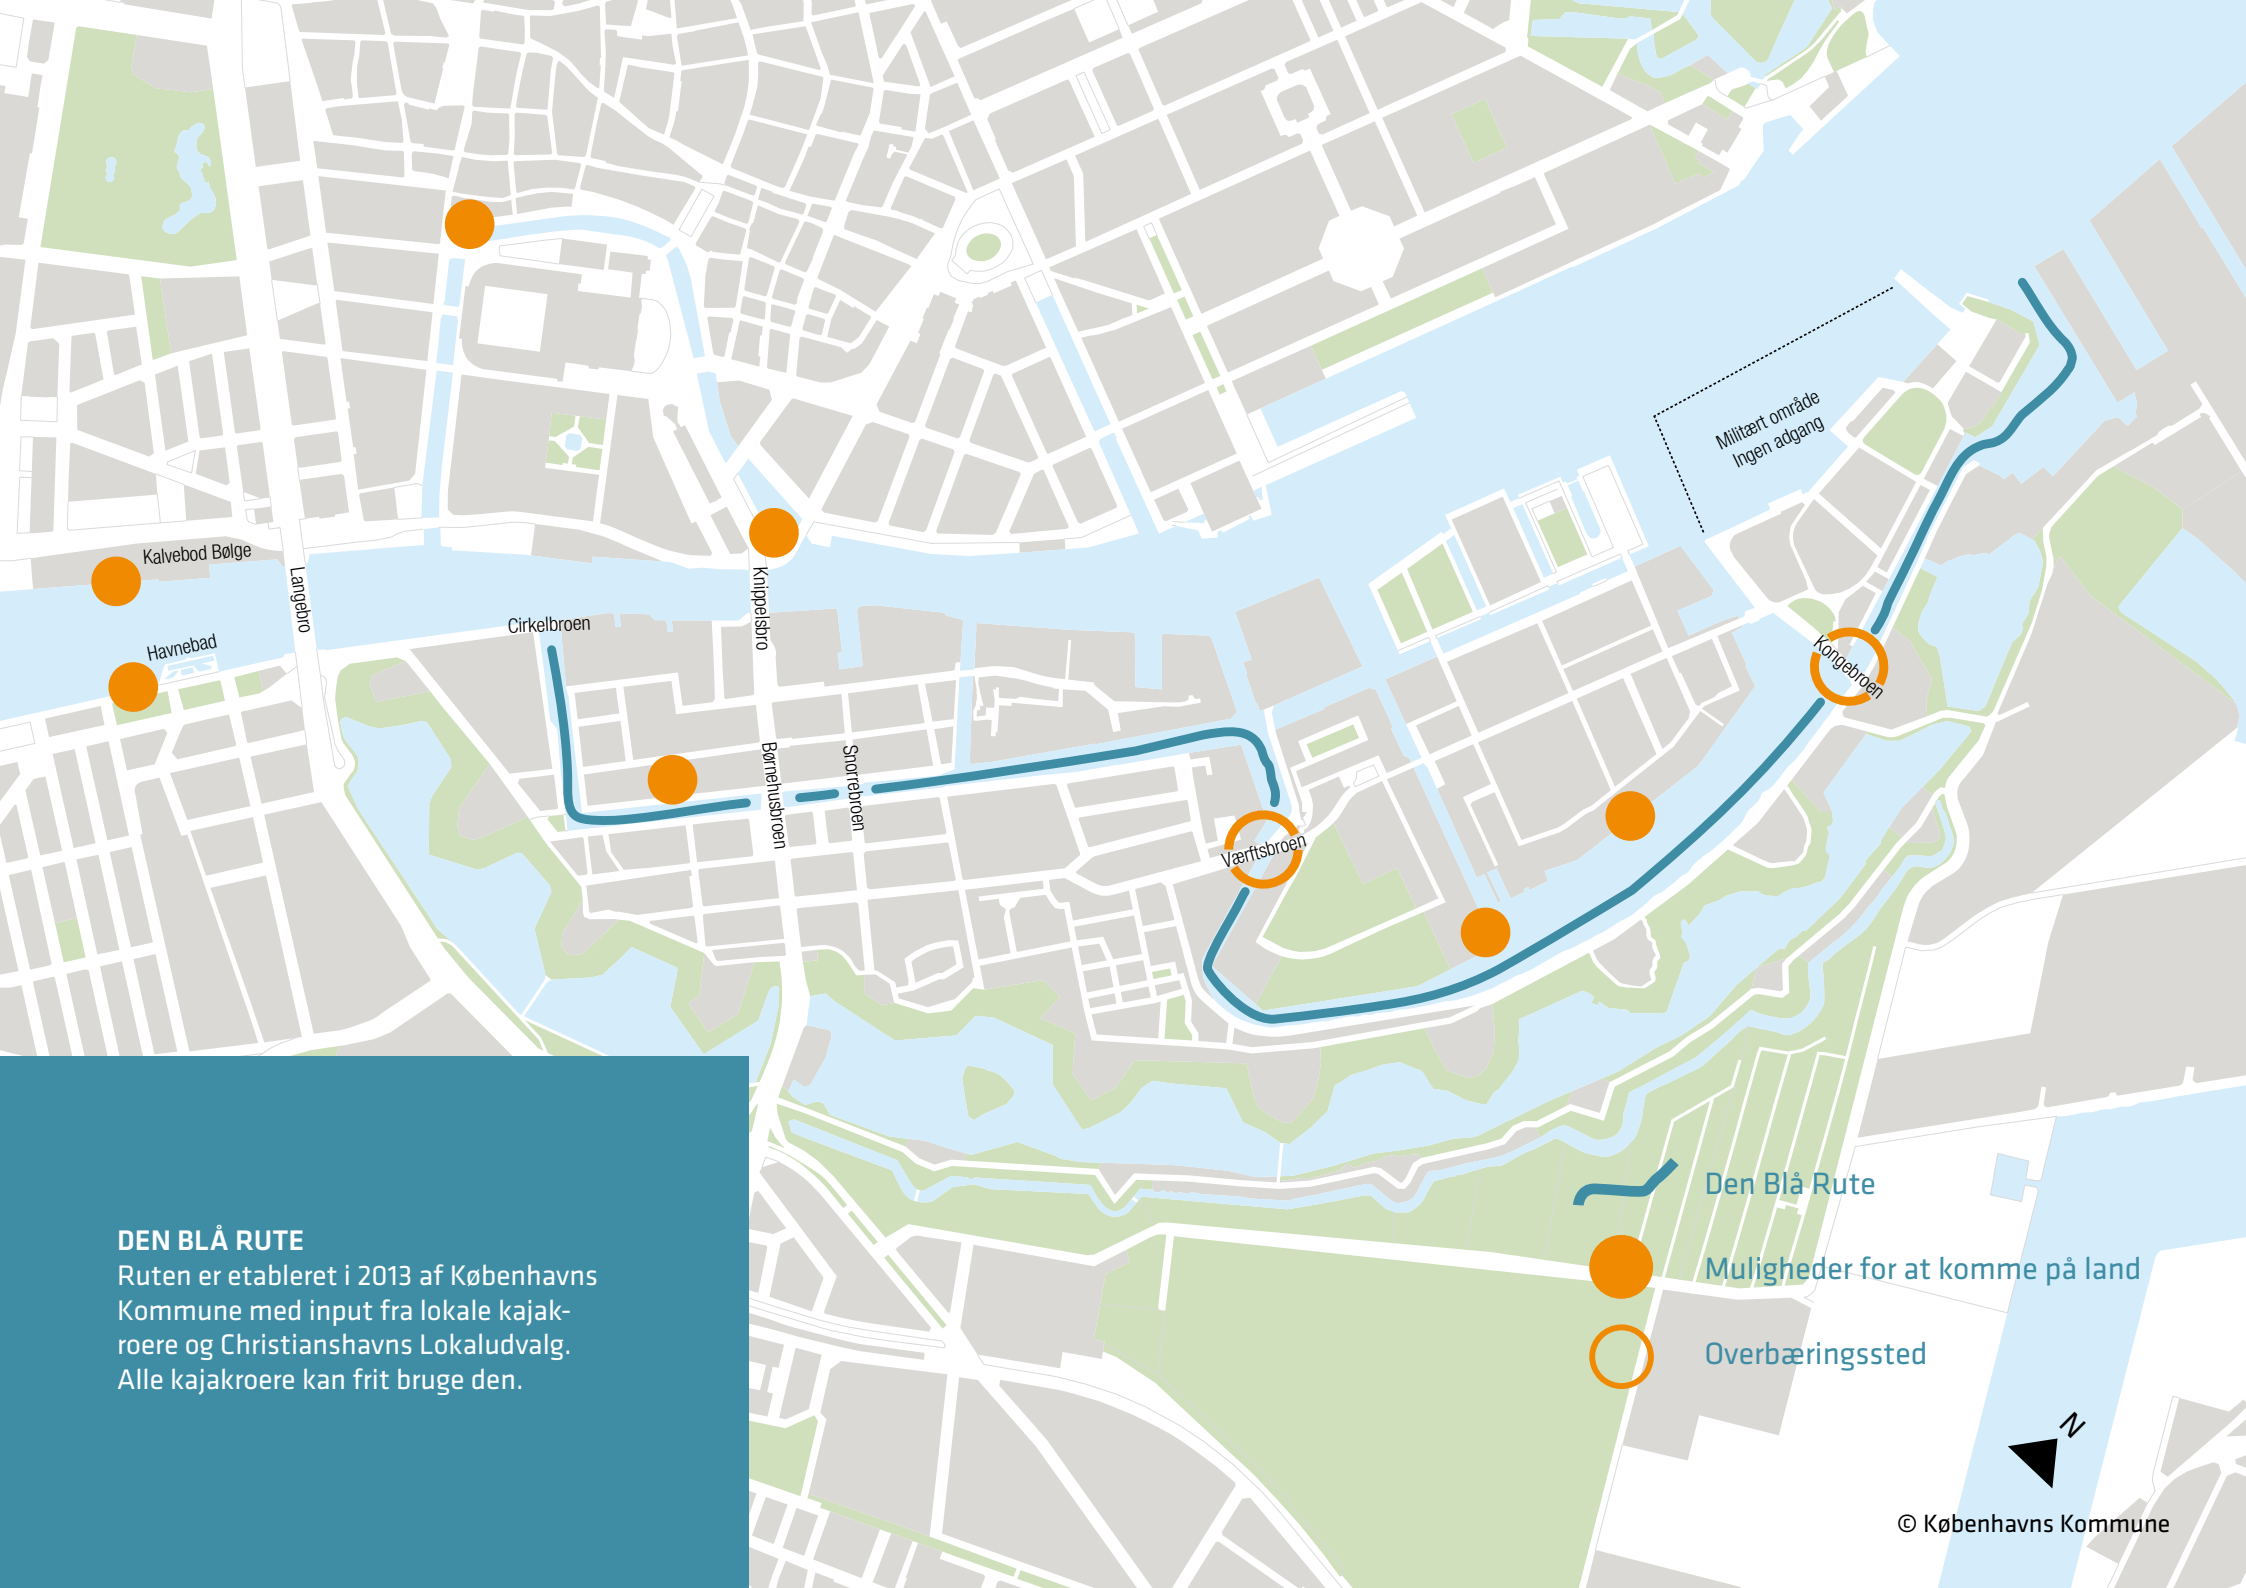 Militært område
Ingen adgang
Kalvebod Bølge
Langebro
Knippelsbro
Cirkelbroen
Havnebad
Kongebroen
Børnehusbroen
Snorrebroen
Værftsbroen
Den Blå Rute
Muligheder for at komme på land
Overbæringssted
DEN BLÅ RUTE
Ruten er etableret i 2013 af Københavns
Kommune med input fra lokale kajak-
roere og Christianshavns Lokaludvalg.
Alle kajakroere kan frit bruge den.
N
© Københavns Kommune